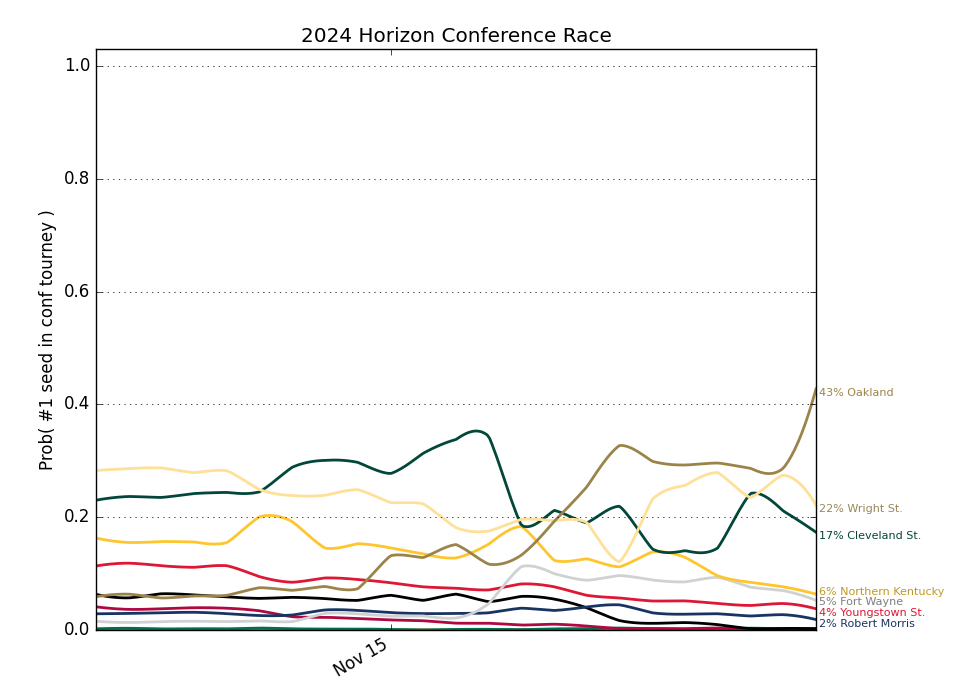 2024 Horizon Conference Race
Prob( #1 seed in conf tourney )
1.0
0.8
0.6
0.4
0.2
0.0
Nov 15
43% Oakland
22% Wright St.
17% Cleveland St.
6% Northern Kentucky
5% Fort Wayne
4% Youngstown St.
2% Robert Morris